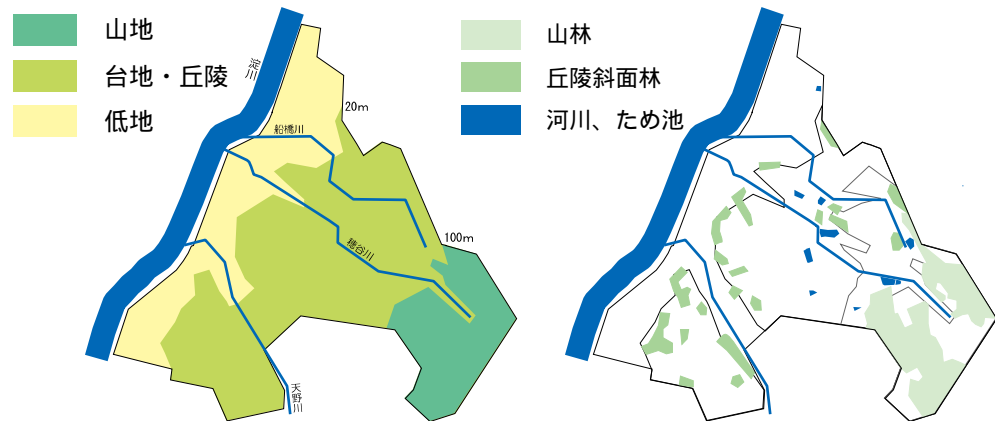 山地
台地・丘陵
低地
淀川
20m
船橋川
穂谷川
100m
天野川
山林
丘陵斜面林
河川、ため池